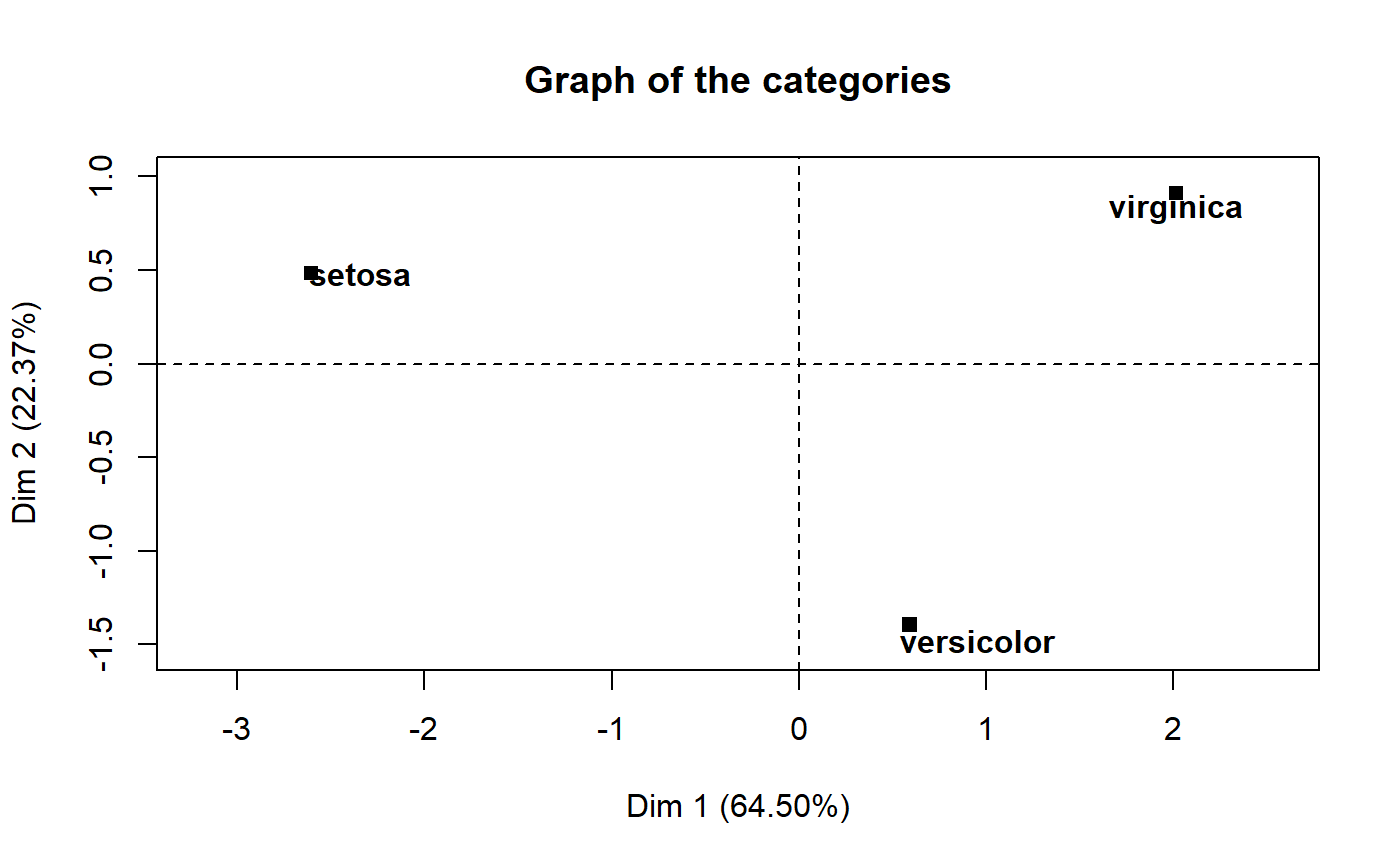 Graph of the categories
Dim 2 (22.37%)
1.0
0.5
0.0
-0.5
-1.0
-1.5
virginica
setosa
versicolor
-3 -2 -1 0 1 2
Dim 1 (64.50%)